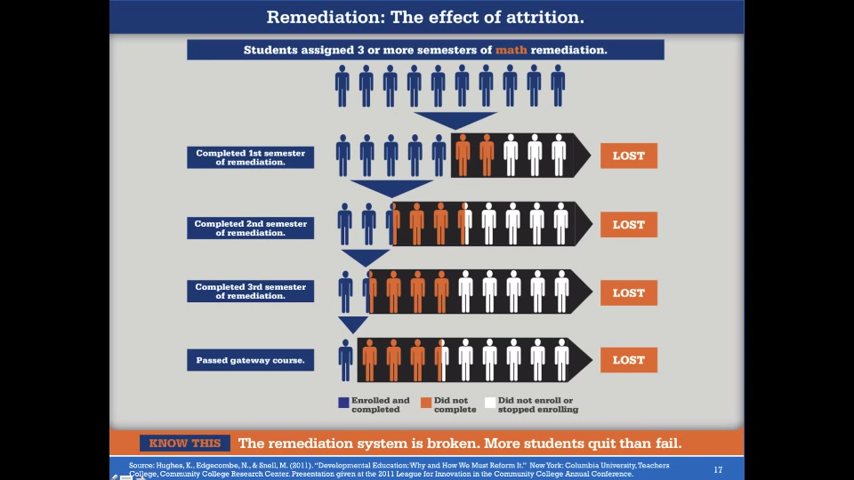 Remediation: The effect of attrition.
Students assigned 3 or more semesters of math remediation.
Completed 1st semester
of remediation.
LOST
Completed 2nd semester
of remediation.
LOST
Completed 3rd semester
of remediation.
LOST
Passed gateway course.
LOST
Enrolled and
completed
Did not
complete
Did not enroll or
stopped enrolling
KNOW THIS
The remediation system is broken. More students quit than fail.
Source: Hughes, K., Edgecombe, N., & Snell, M. (2011). “Developmental Education: Why and How We Must Reform It.” New York: Columbia University, Teachers
College, Community College Research Center. Presentation given at the 2011 League for Innovation in the Community College Annual Conference.
17